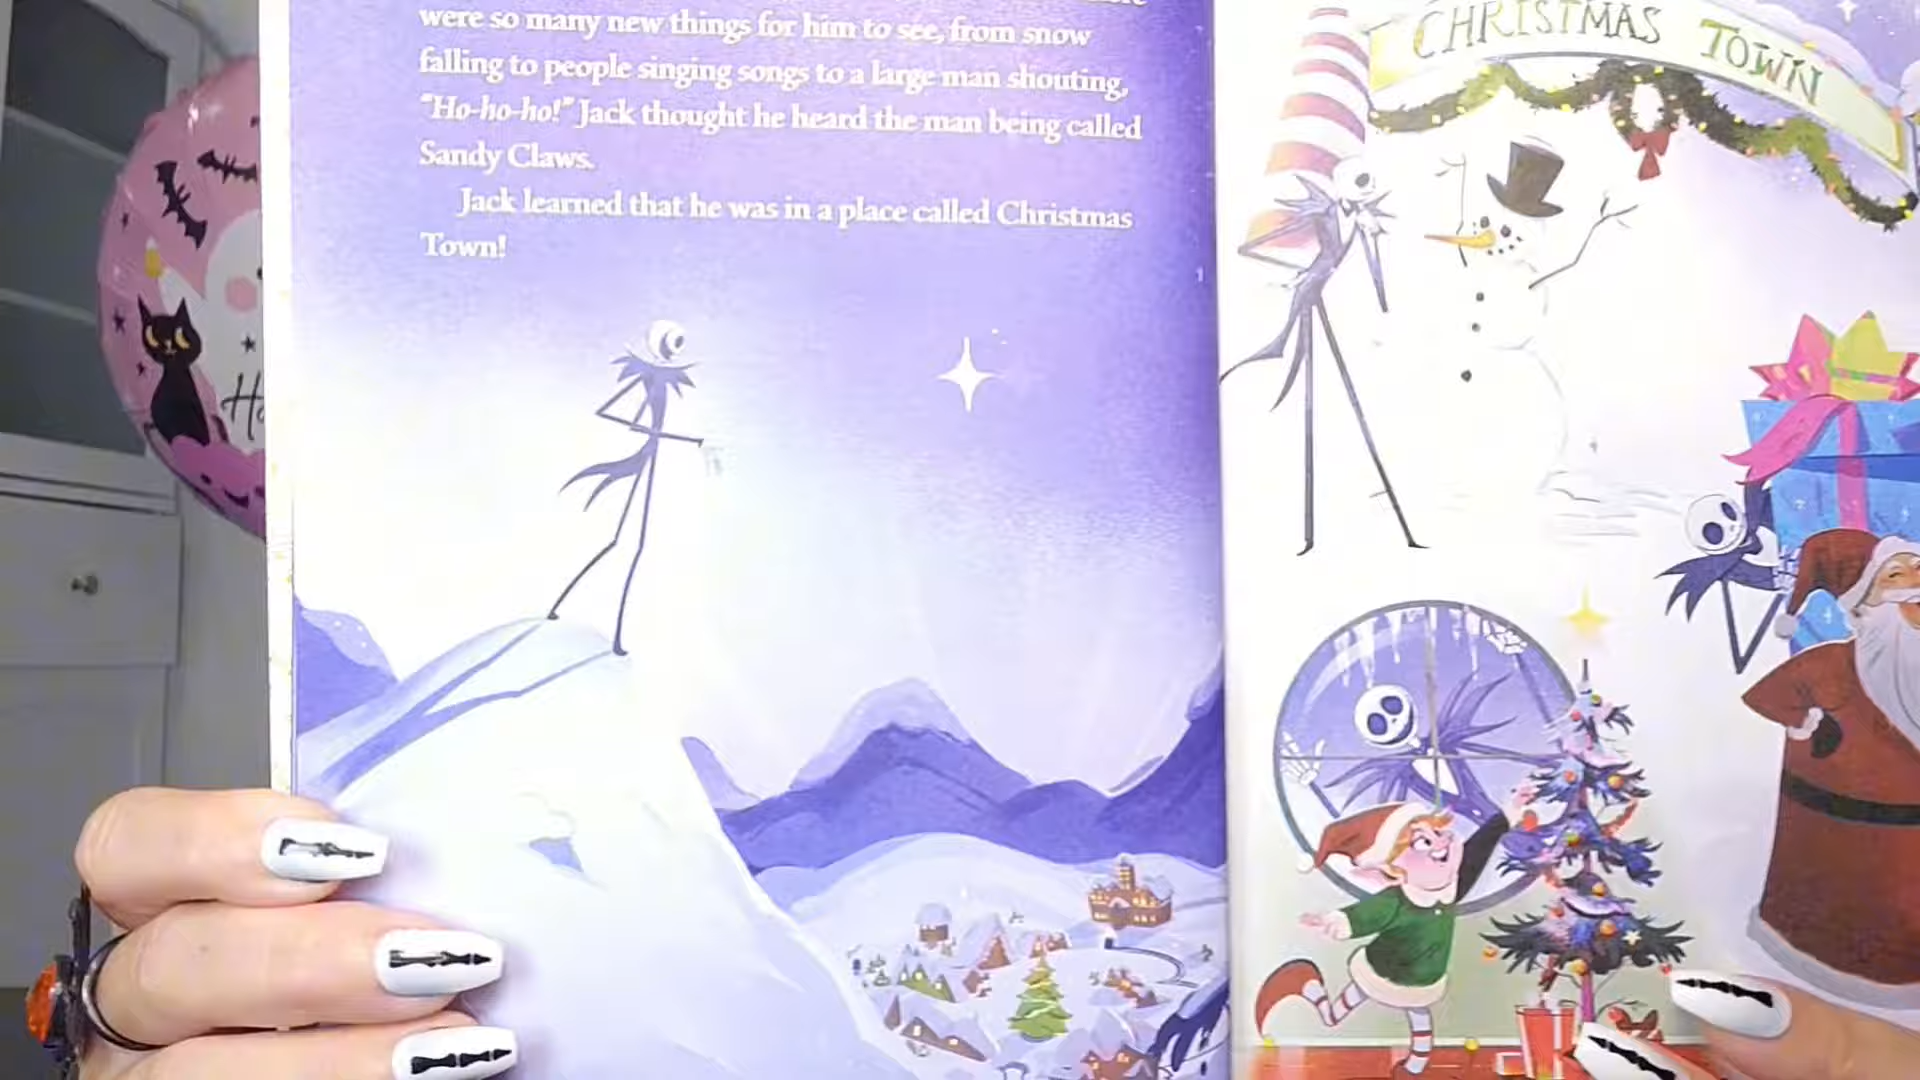 were so many new things for him to see, from snow
falling to people singing songs to a large man shouting,
"Ho-ho-ho!" Jack thought he heard the man being called
Sandy Claws.
Jack learned that he was in a place called Christmas
Town!
CHRISTMAS TOWN